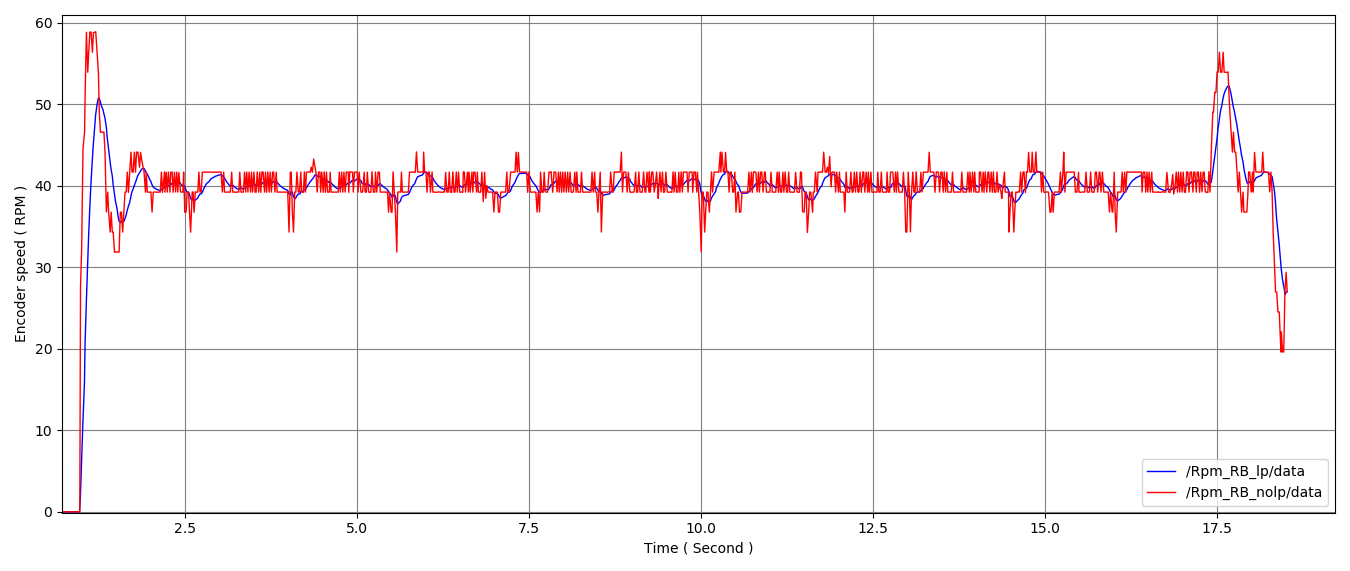 60
50
40
30
20
10
0
Encoder speed ( RPM )
2.5 5.0 7.5 10.0 12.5 15.0 17.5
Time ( Second )
/Rpm_RB_lp/data
/Rpm_RB_nolp/data